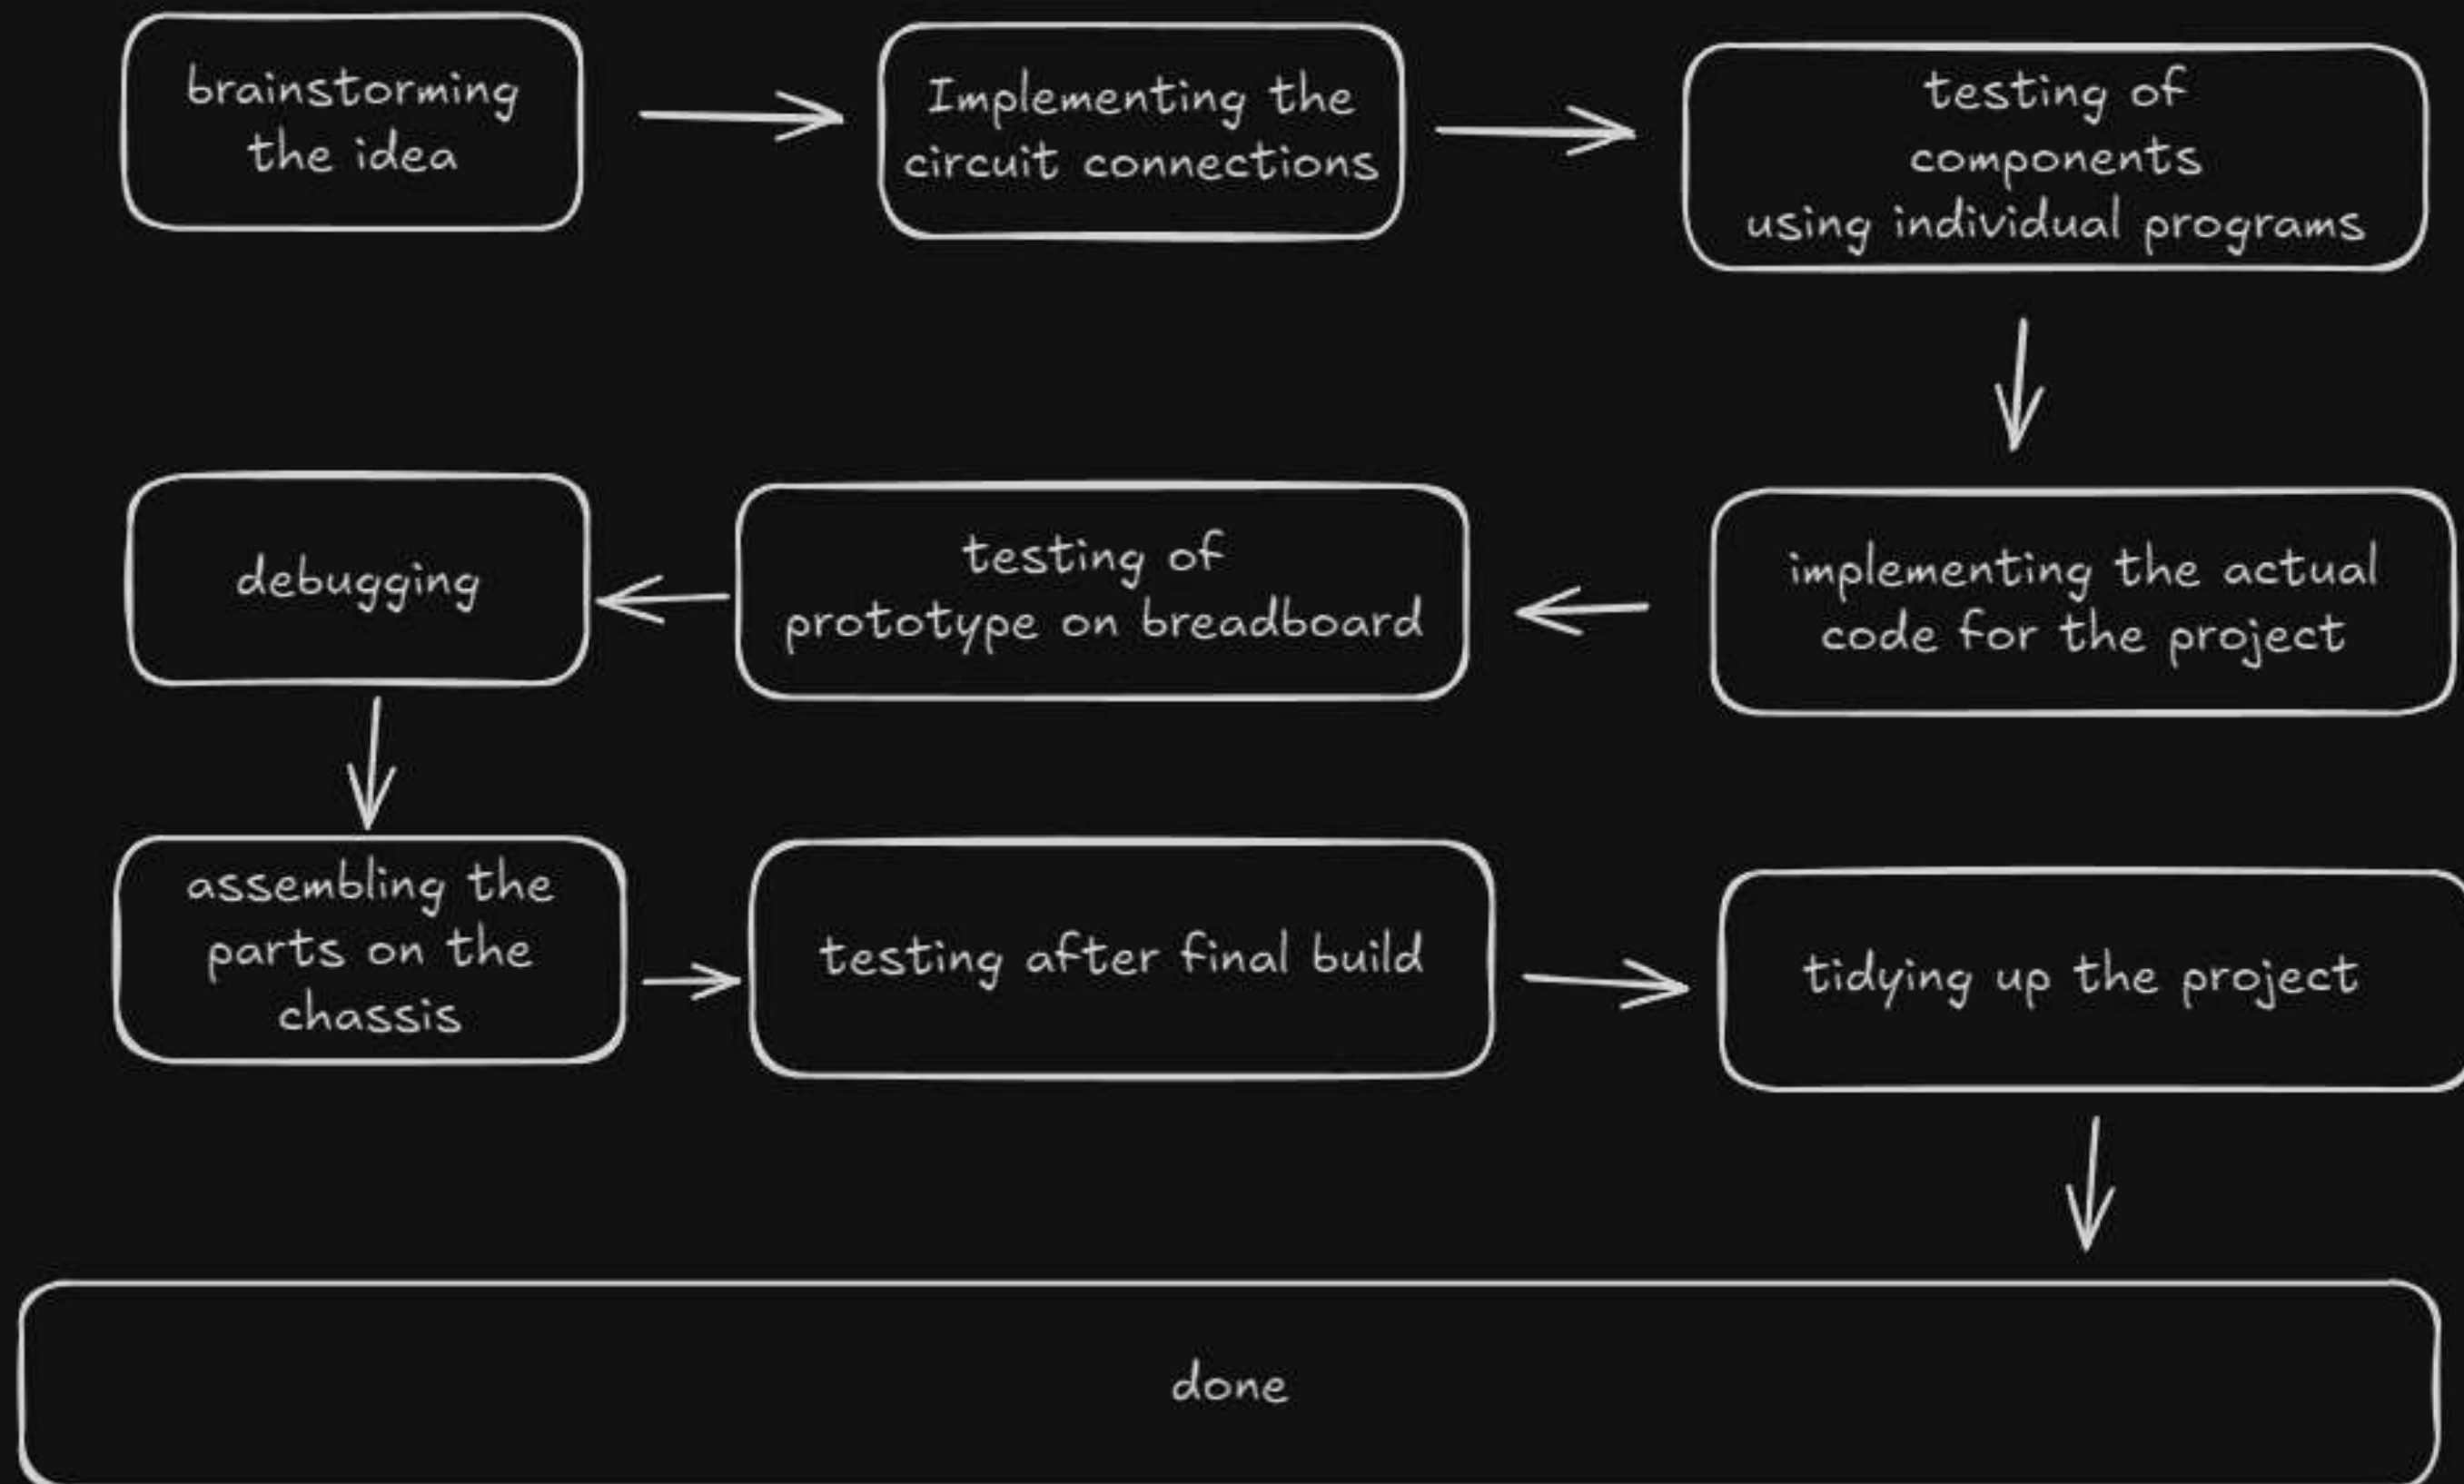 brainstorming
the idea
Implementing the
circuit connections
testing of
components
using individual programs
implementing the actual
code for the project
testing of
prototype on breadboard
debugging
assembling the
parts on the
chassis
testing after final build
tidying up the project
done